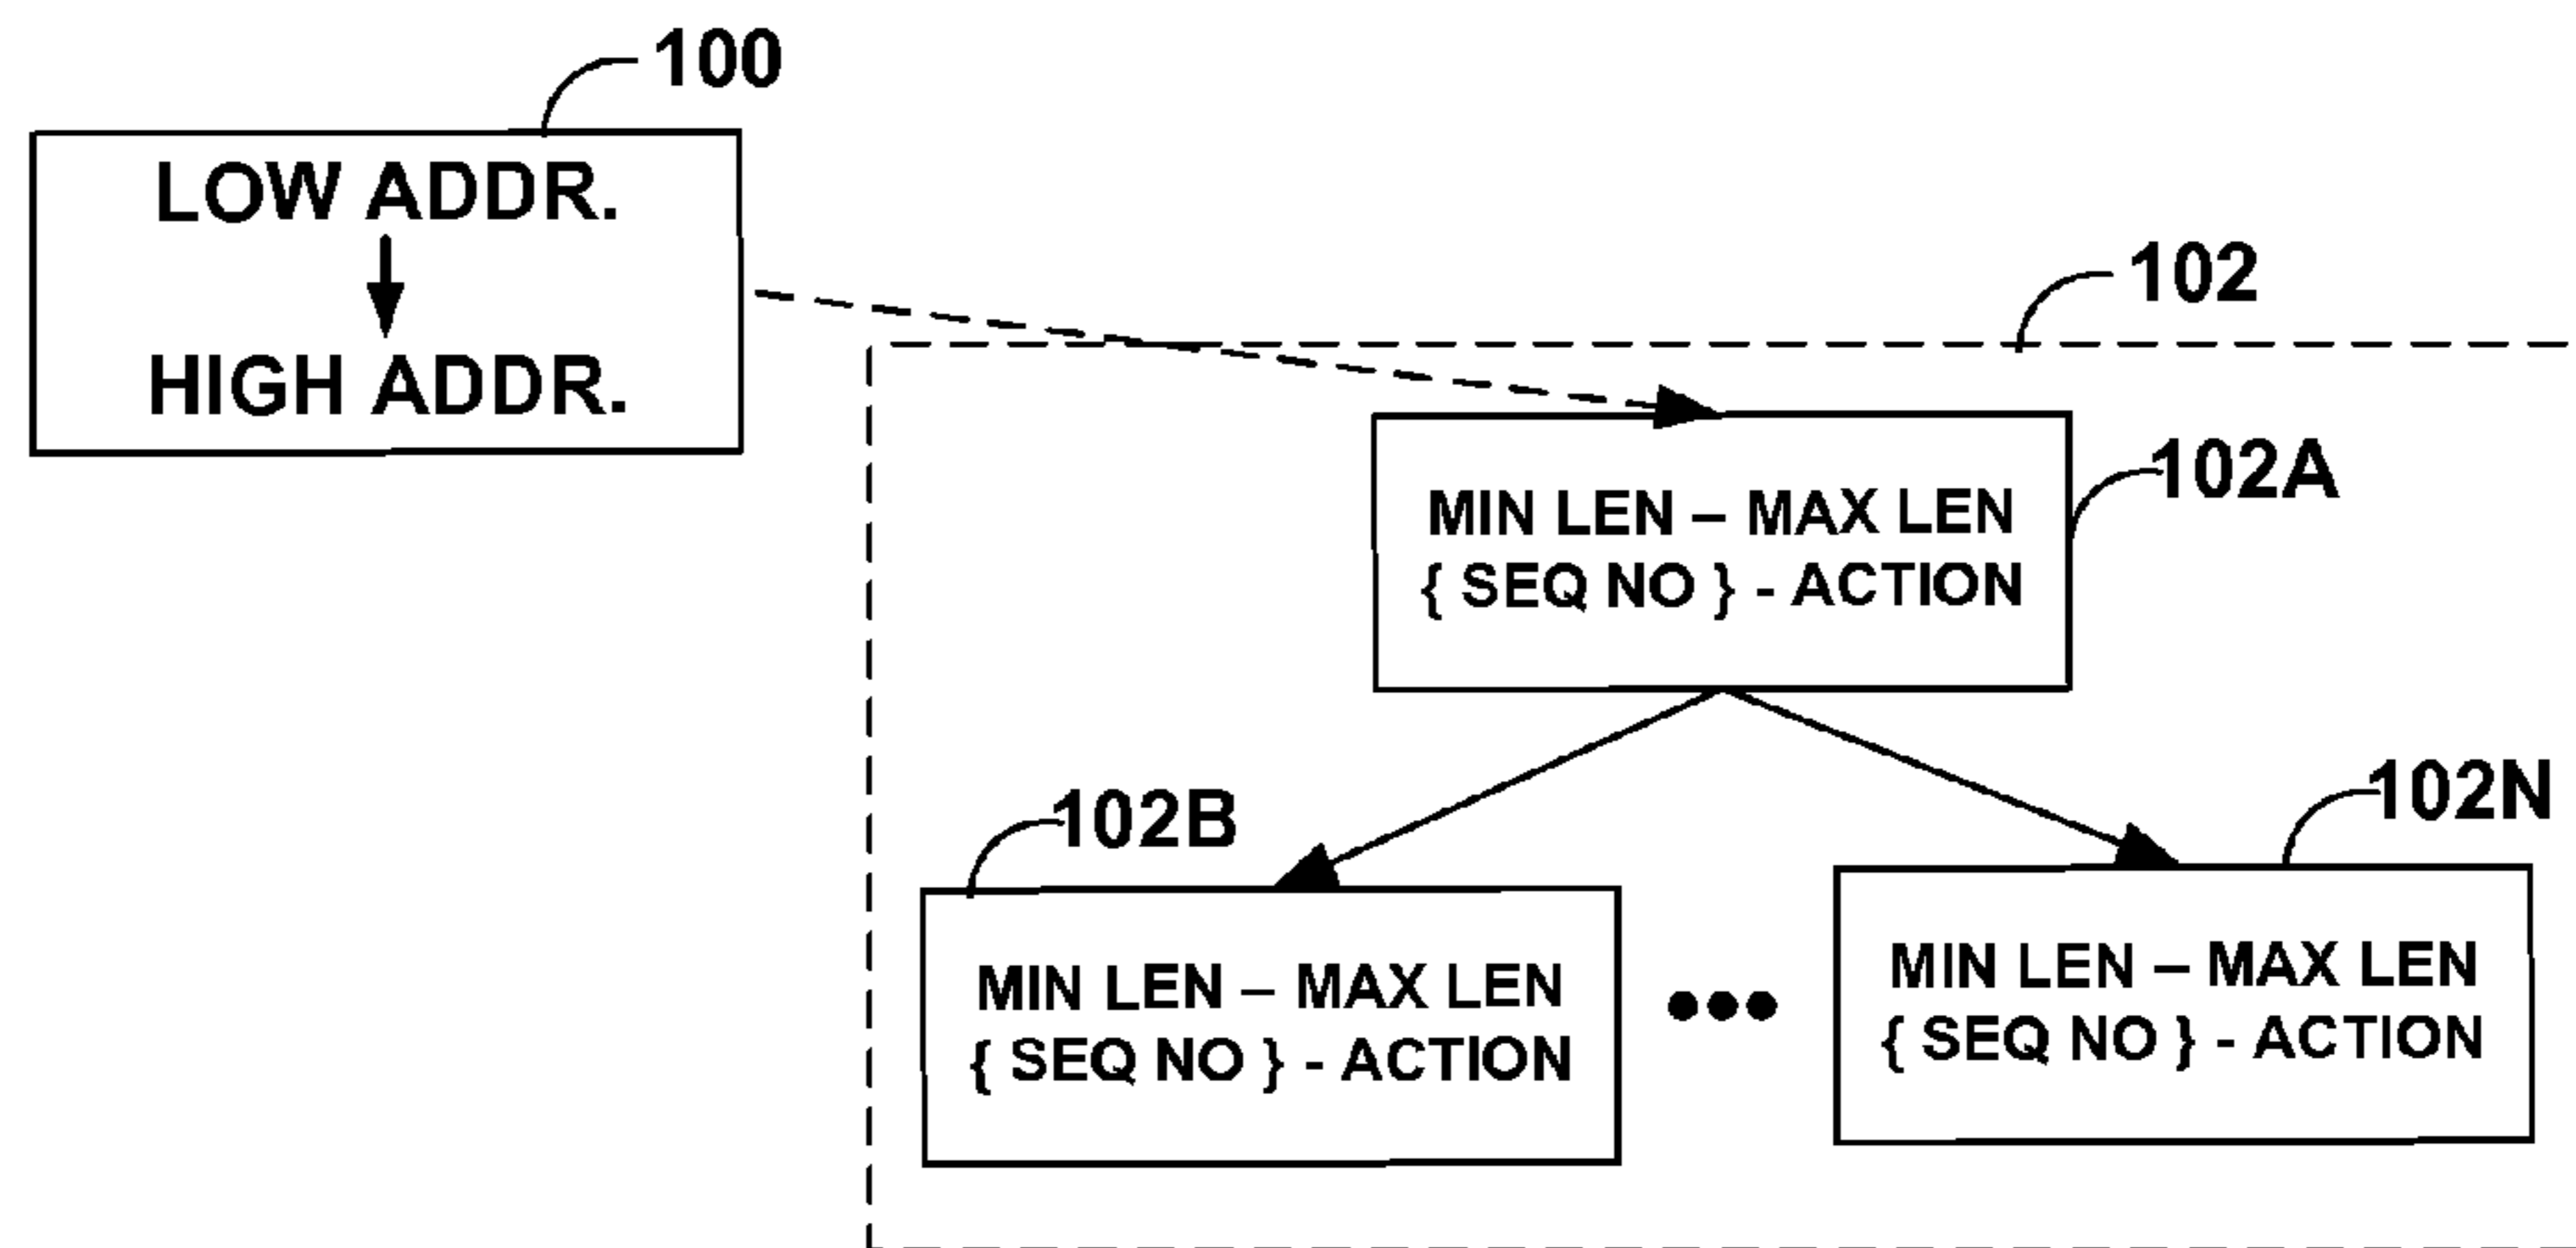 100
LOW ADDR.
HIGH ADDR.
102
102A
MIN LEN – MAX LEN
{ SEQ NO } - ACTION
102B
MIN LEN – MAX LEN
{ SEQ NO } - ACTION
102N
MIN LEN – MAX LEN
{ SEQ NO } - ACTION